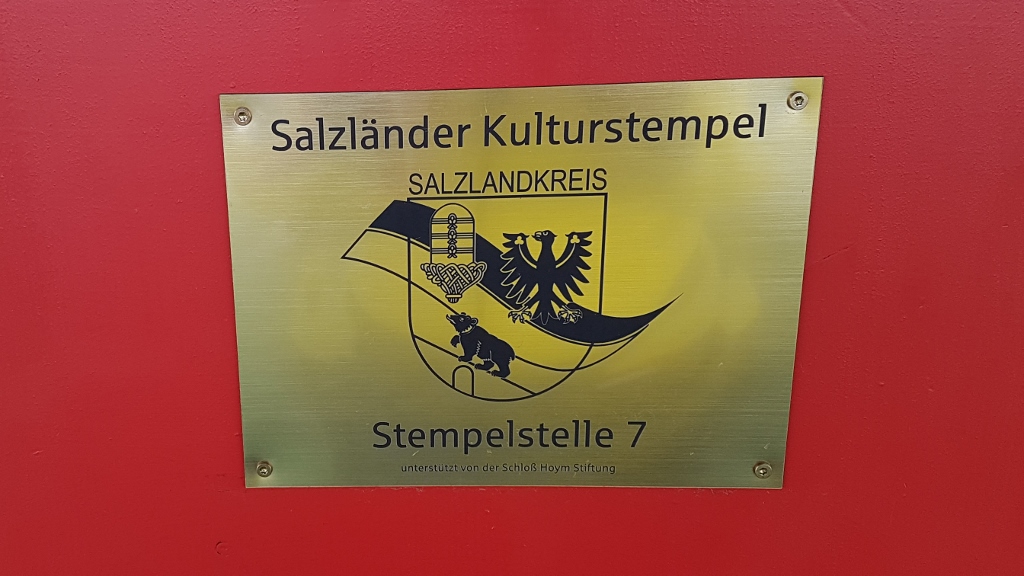 Salzländer Kulturstempel
SALZLANDKREIS
Stempelstelle 7
unterstützt von der Schloß Hoym Stiftung